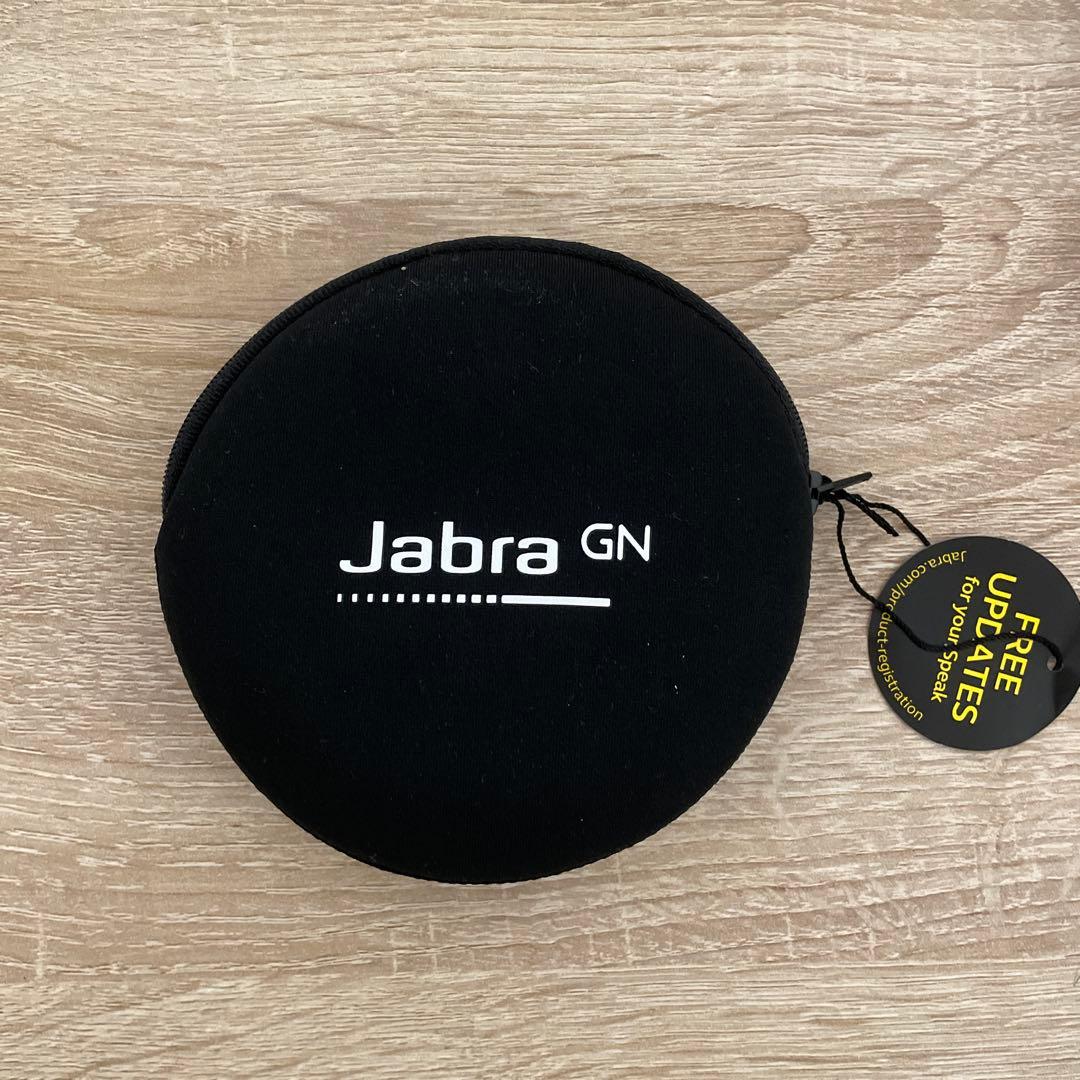 Jabra GN
FREE
UPDATES
for your Speak
Jabra.com/product-registration